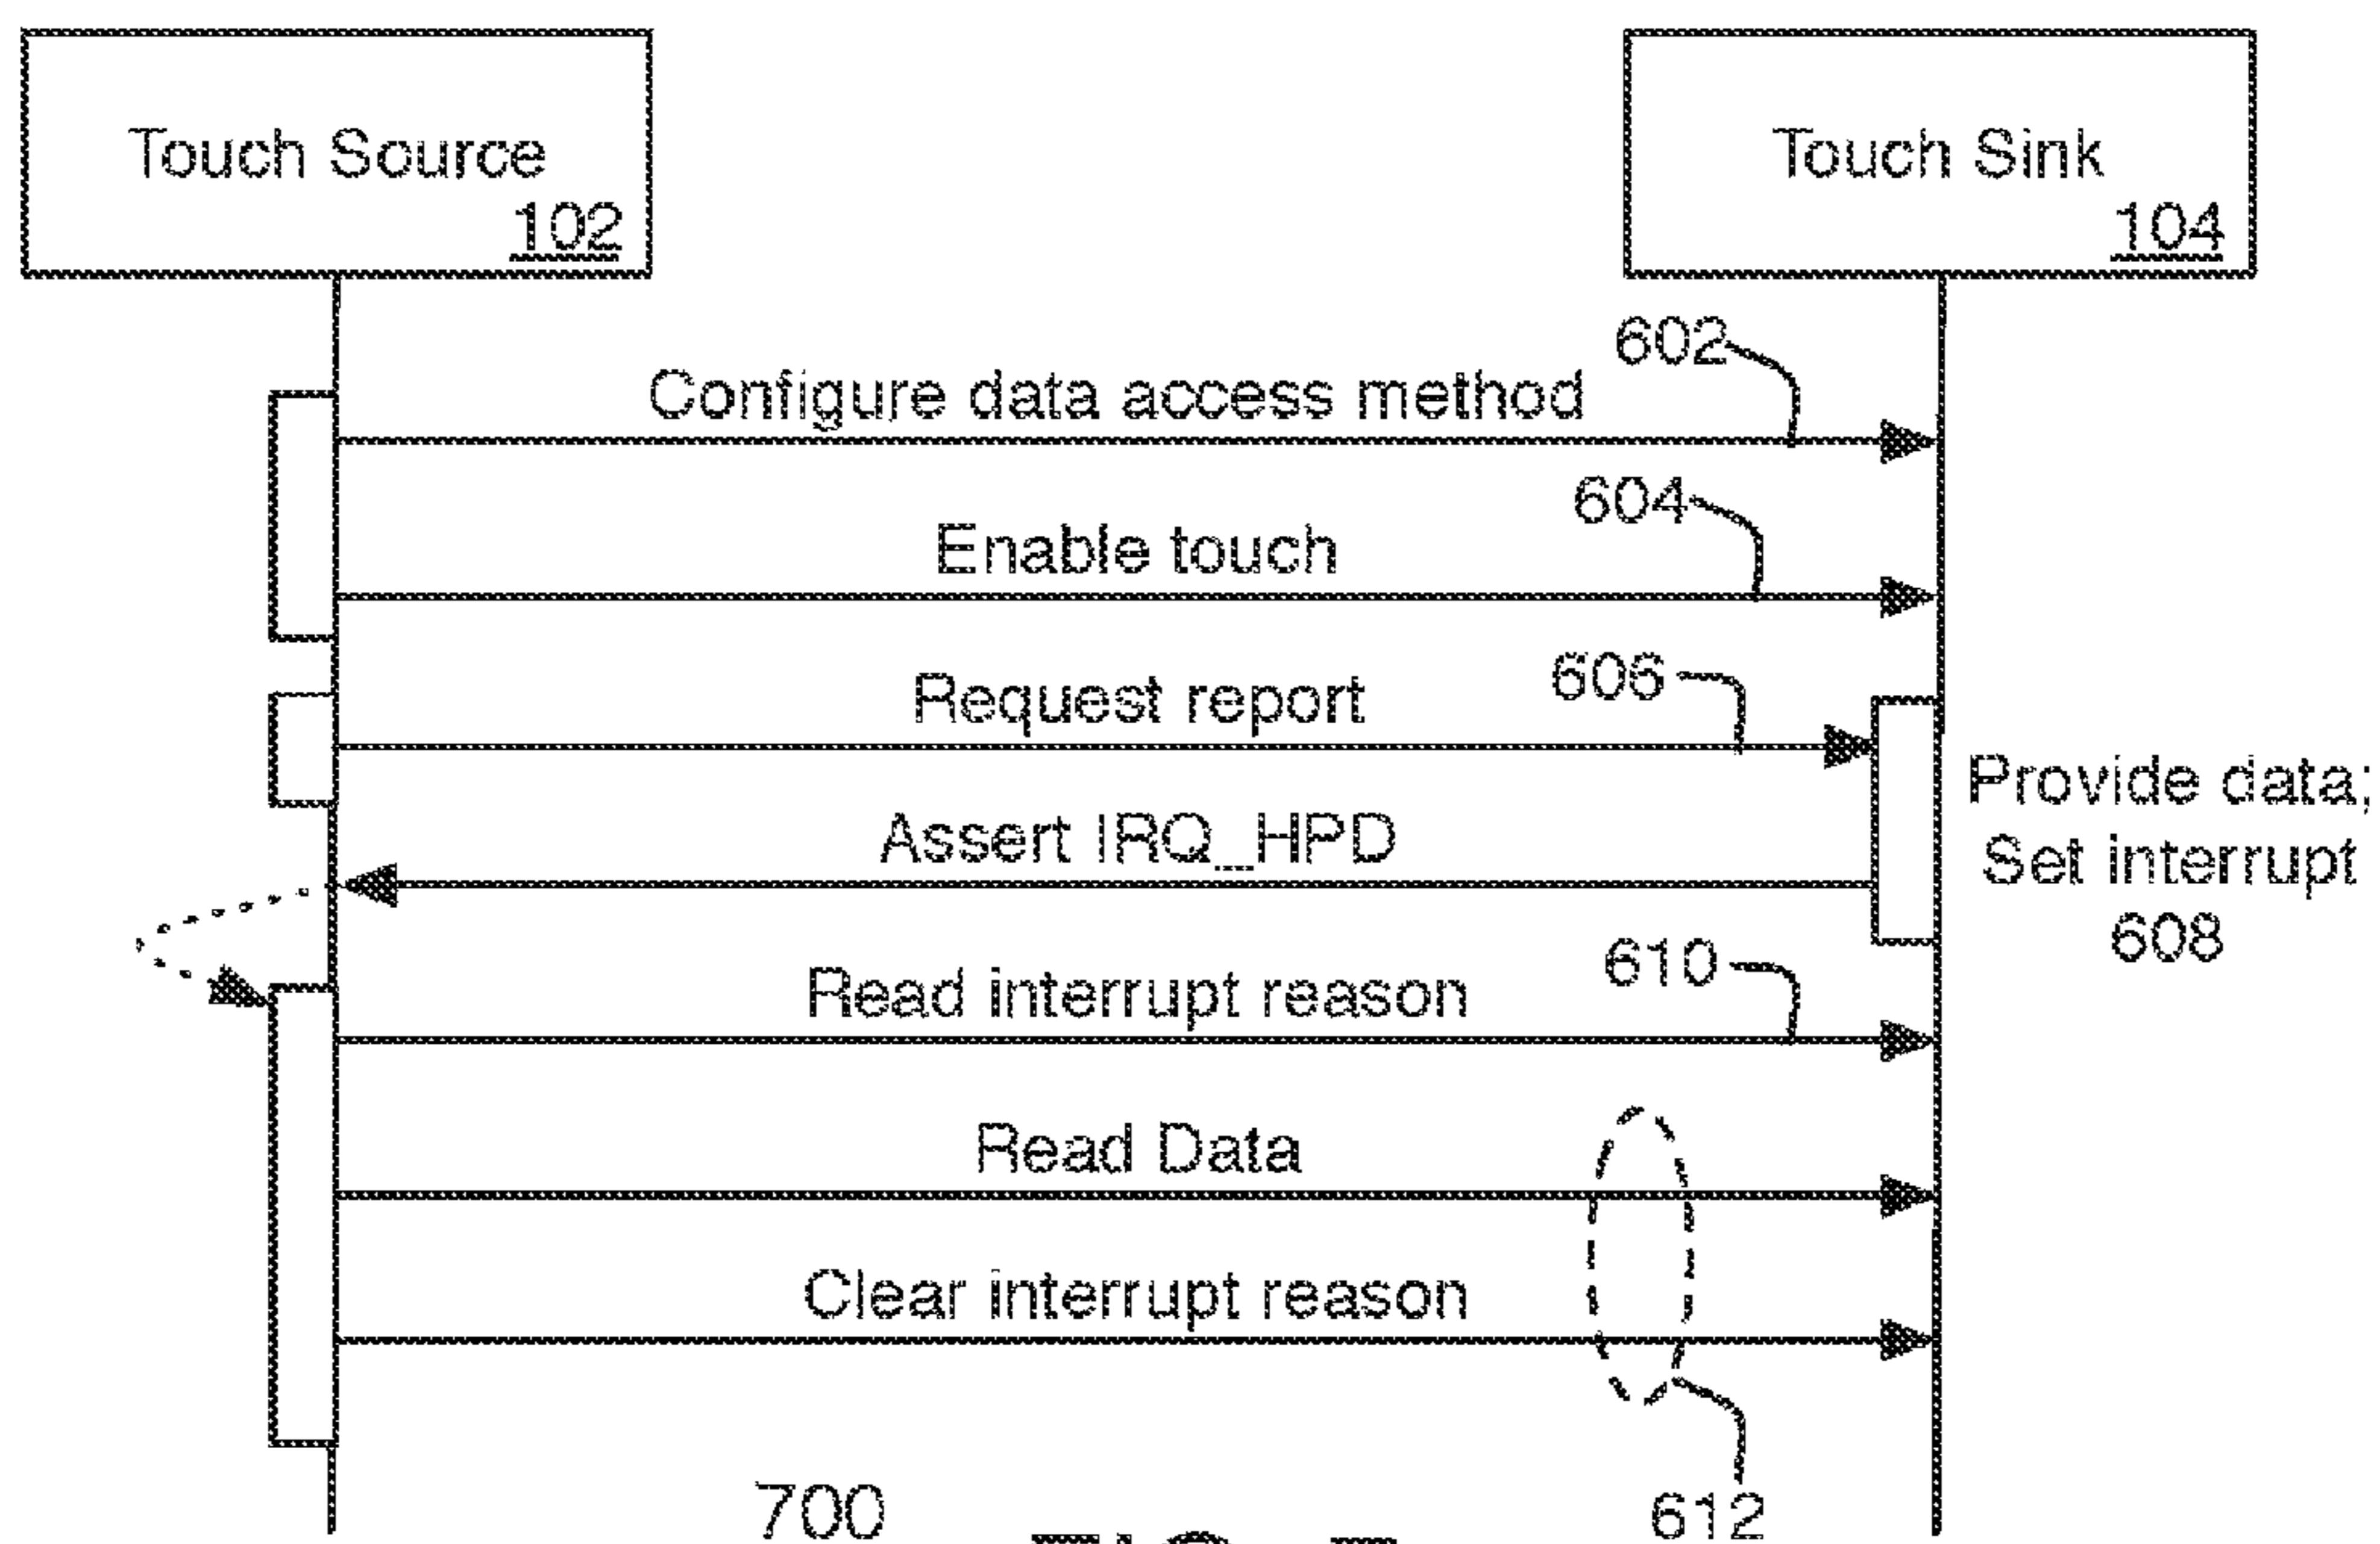 Touch Source
102
Touch Sink
104
602
Configure data access method
604
Enable touch
606
Request report
Provide data;
Set interrupt
608
Assert IRQ_HPD
610
Read interrupt reason
Read Data
Clear interrupt reason
700
612